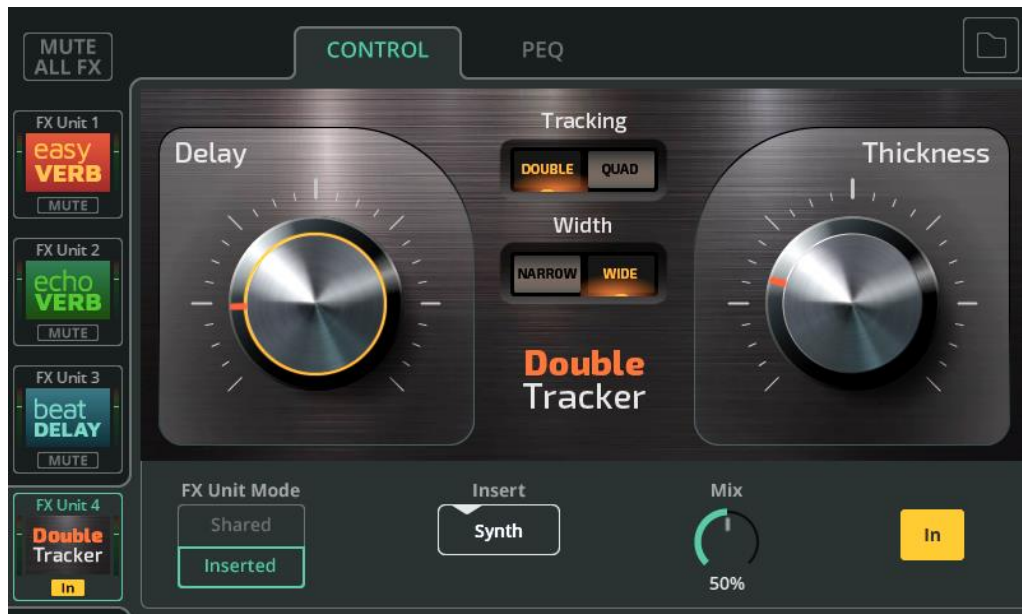 MUTE
ALL FX
CONTROL
PEQ
FX Unit 1
easy
VERB
MUTE
FX Unit 2
echo
VERB
MUTE
FX Unit 3
beat
DELAY
MUTE
FX Unit 4
Double
Tracker
In
Delay
Tracking
DOUBLE QUAD
Width
NARROW WIDE
Double
Tracker
Thickness
FX Unit Mode
Shared
Inserted
Insert
Synth
Mix
50%
In